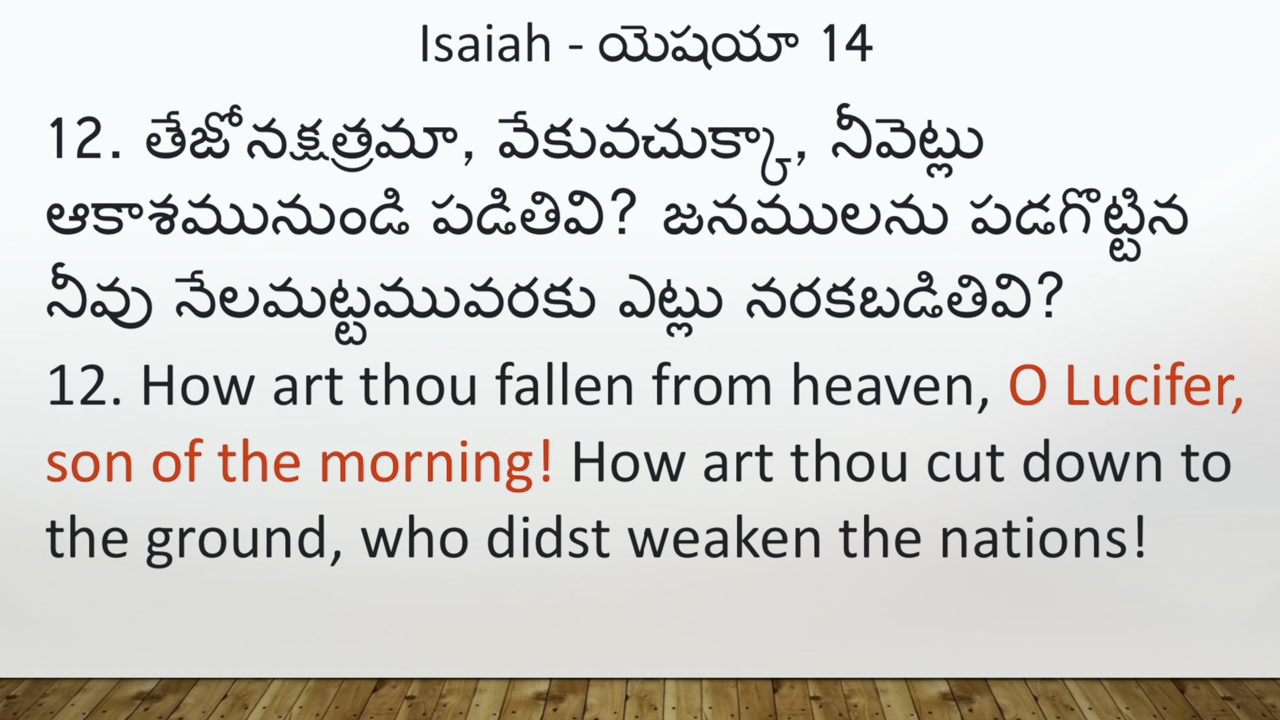 Isaiah - యెషయా 14
12. తేజోనక్షత్రమా, వేకువచుక్కా, నీవెట్లు
ఆకాశమునుండి పడితివి? జనములను పడగొట్టిన
నీవు నేలమట్టమువరకు ఎట్లు నరకబడితివి?
12. How art thou fallen from heaven, O Lucifer,
son of the morning! How art thou cut down to
the ground, who didst weaken the nations!